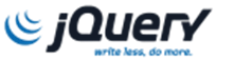 jQuery
write less, do more.